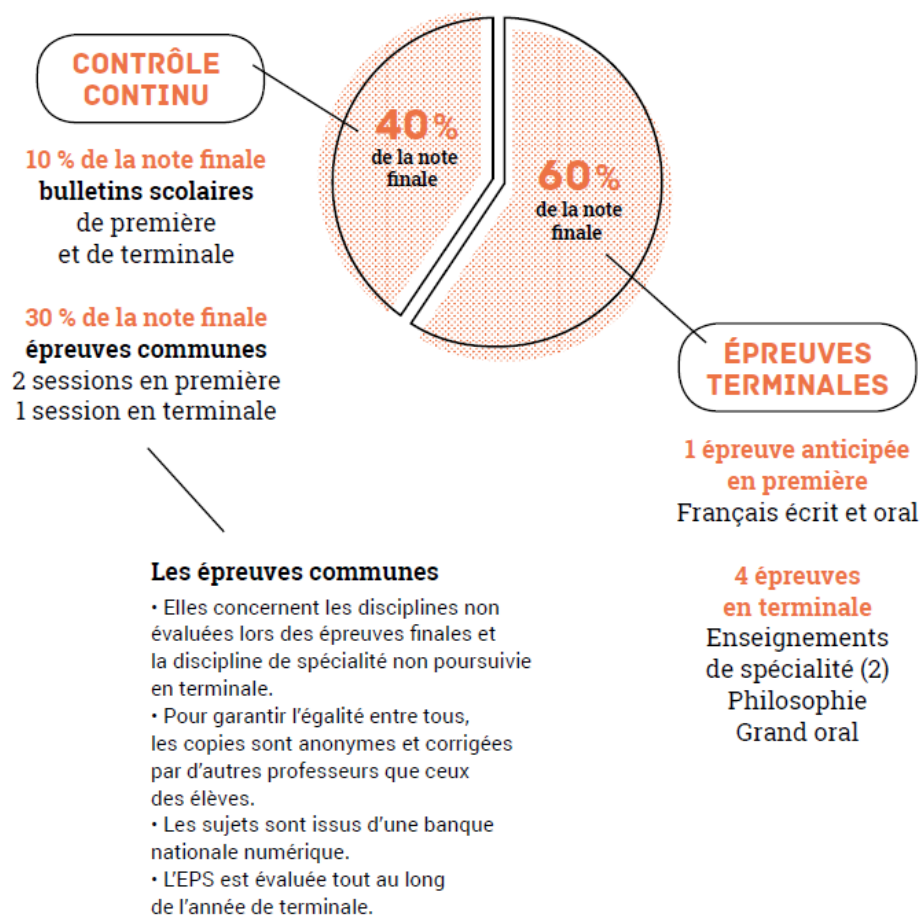 CONTRÔLE
CONTINU
10 % de la note finale
bulletins scolaires
de première
et de terminale
30 % de la note finale
épreuves communes
2 sessions en première
1 session en terminale
40%
de la note
finale
60%
de la note
finale
ÉPREUVES
TERMINALES
1 épreuve anticipée
en première
Français écrit et oral
4 épreuves
en terminale
Enseignements
de spécialité (2)
Philosophie
Grand oral
Les épreuves communes
• Elles concernent les disciplines non
évaluées lors des épreuves finales et
la discipline de spécialité non poursuivie
en terminale.
• Pour garantir l'égalité entre tous,
les copies sont anonymes et corrigées
par d'autres professeurs que ceux
des élèves.
• Les sujets sont issus d'une banque
nationale numérique.
• L'EPS est évaluée tout au long
de l'année de terminale.